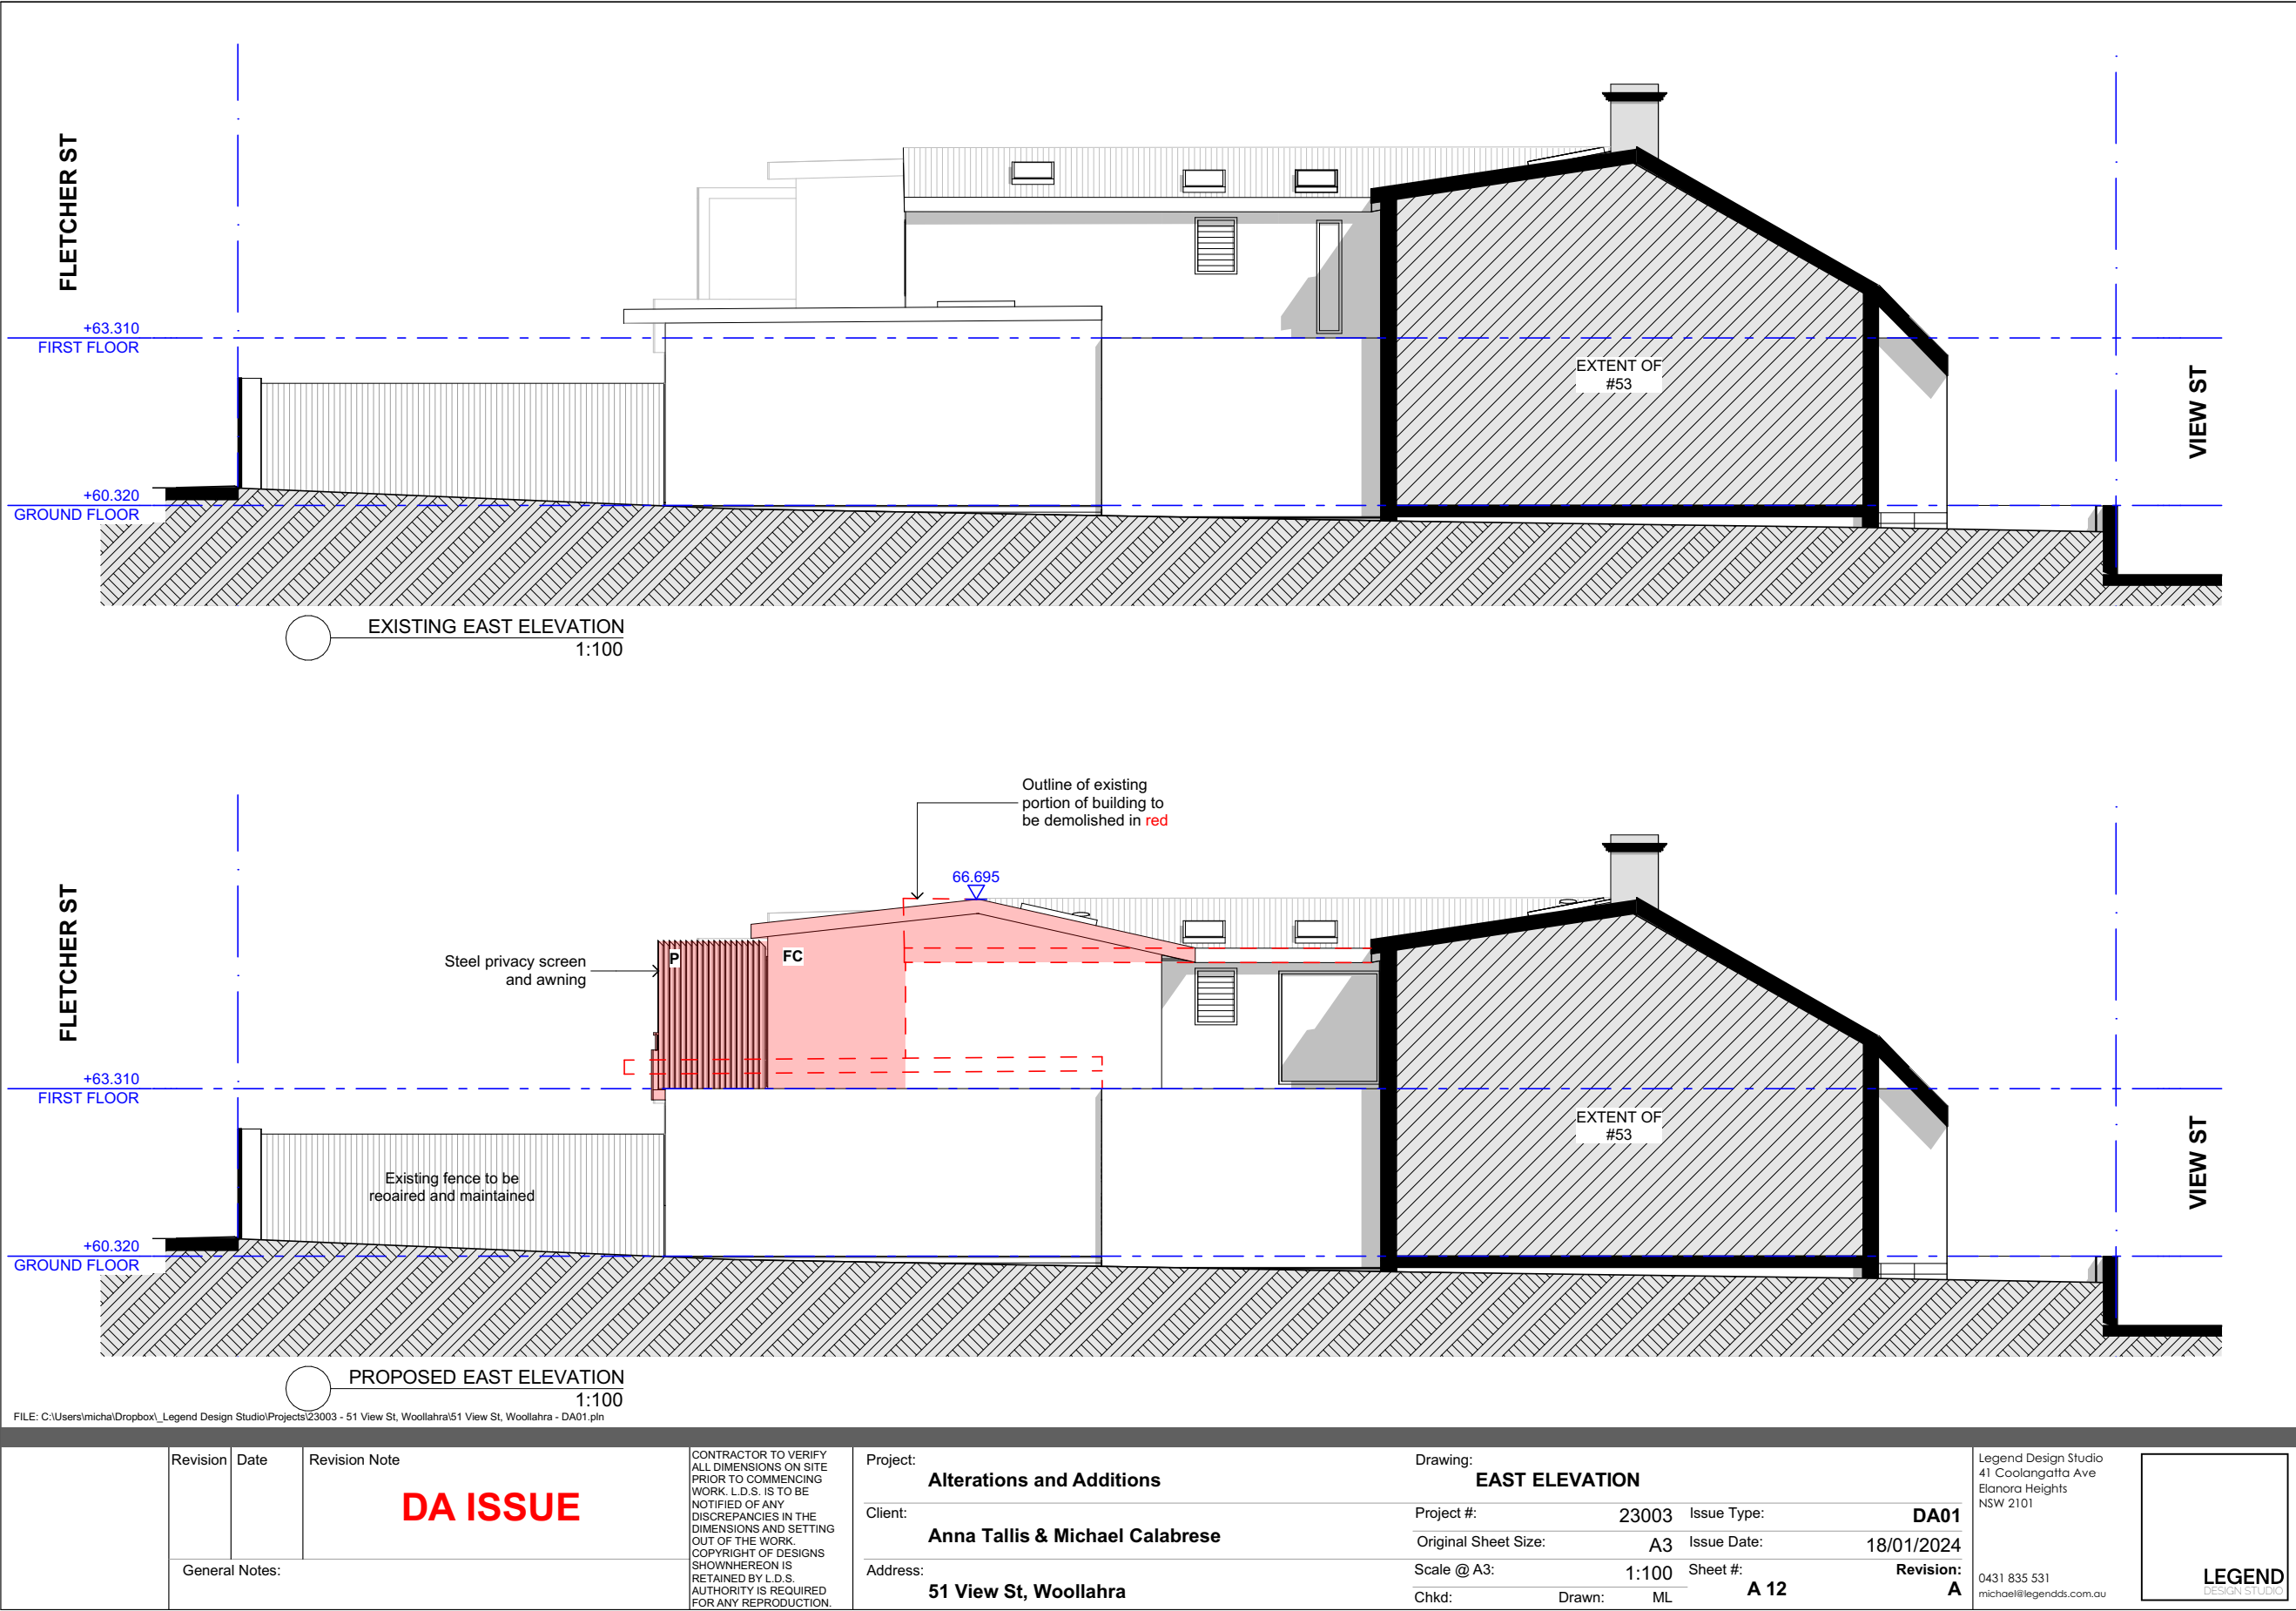 FLETCHER ST
+63.310
FIRST FLOOR
EXTENT OF
#53
VIEW ST
+60.320
GROUND FLOOR
EXISTING EAST ELEVATION
1:100
Outline of existing
portion of building to
be demolished in red
66.695
FLETCHER ST
Steel privacy screen
and awning
P
FC
+63.310
FIRST FLOOR
EXTENT OF
#53
VIEW ST
Existing fence to be
reoaired and maintained
+60.320
GROUND FLOOR
PROPOSED EAST ELEVATION
1:100
FILE: C:\Users\micha\Dropbox\_Legend Design Studio\Projects\23003 - 51 View St, Woollahra\51 View St, Woollahra - DA01.pln
Revision Date Revision Note
DA ISSUE
General Notes:
CONTRACTOR TO VERIFY
ALL DIMENSIONS ON SITE
PRIOR TO COMMENCING
WORK. L.D.S. IS TO BE
NOTIFIED OF ANY
DISCREPANCIES IN THE
DIMENSIONS AND SETTING
OUT OF THE WORK.
COPYRIGHT OF DESIGNS
SHOWNHEREON IS
RETAINED BY L.D.S.
AUTHORITY IS REQUIRED
FOR ANY REPRODUCTION.
Project:
Alterations and Additions
Client:
Anna Tallis & Michael Calabrese
Address:
51 View St, Woollahra
Drawing:
EAST ELEVATION
Project #: 23003 Issue Type: DA01
Original Sheet Size: A3 Issue Date: 18/01/2024
Scale @ A3: 1:100 Sheet #: Revision:
Chkd: Drawn: ML A 12 A
Legend Design Studio
41 Coolangatta Ave
Elanora Heights
NSW 2101
0431 835 531
michael@legendds.com.au
LEGEND
DESIGN STUDIO